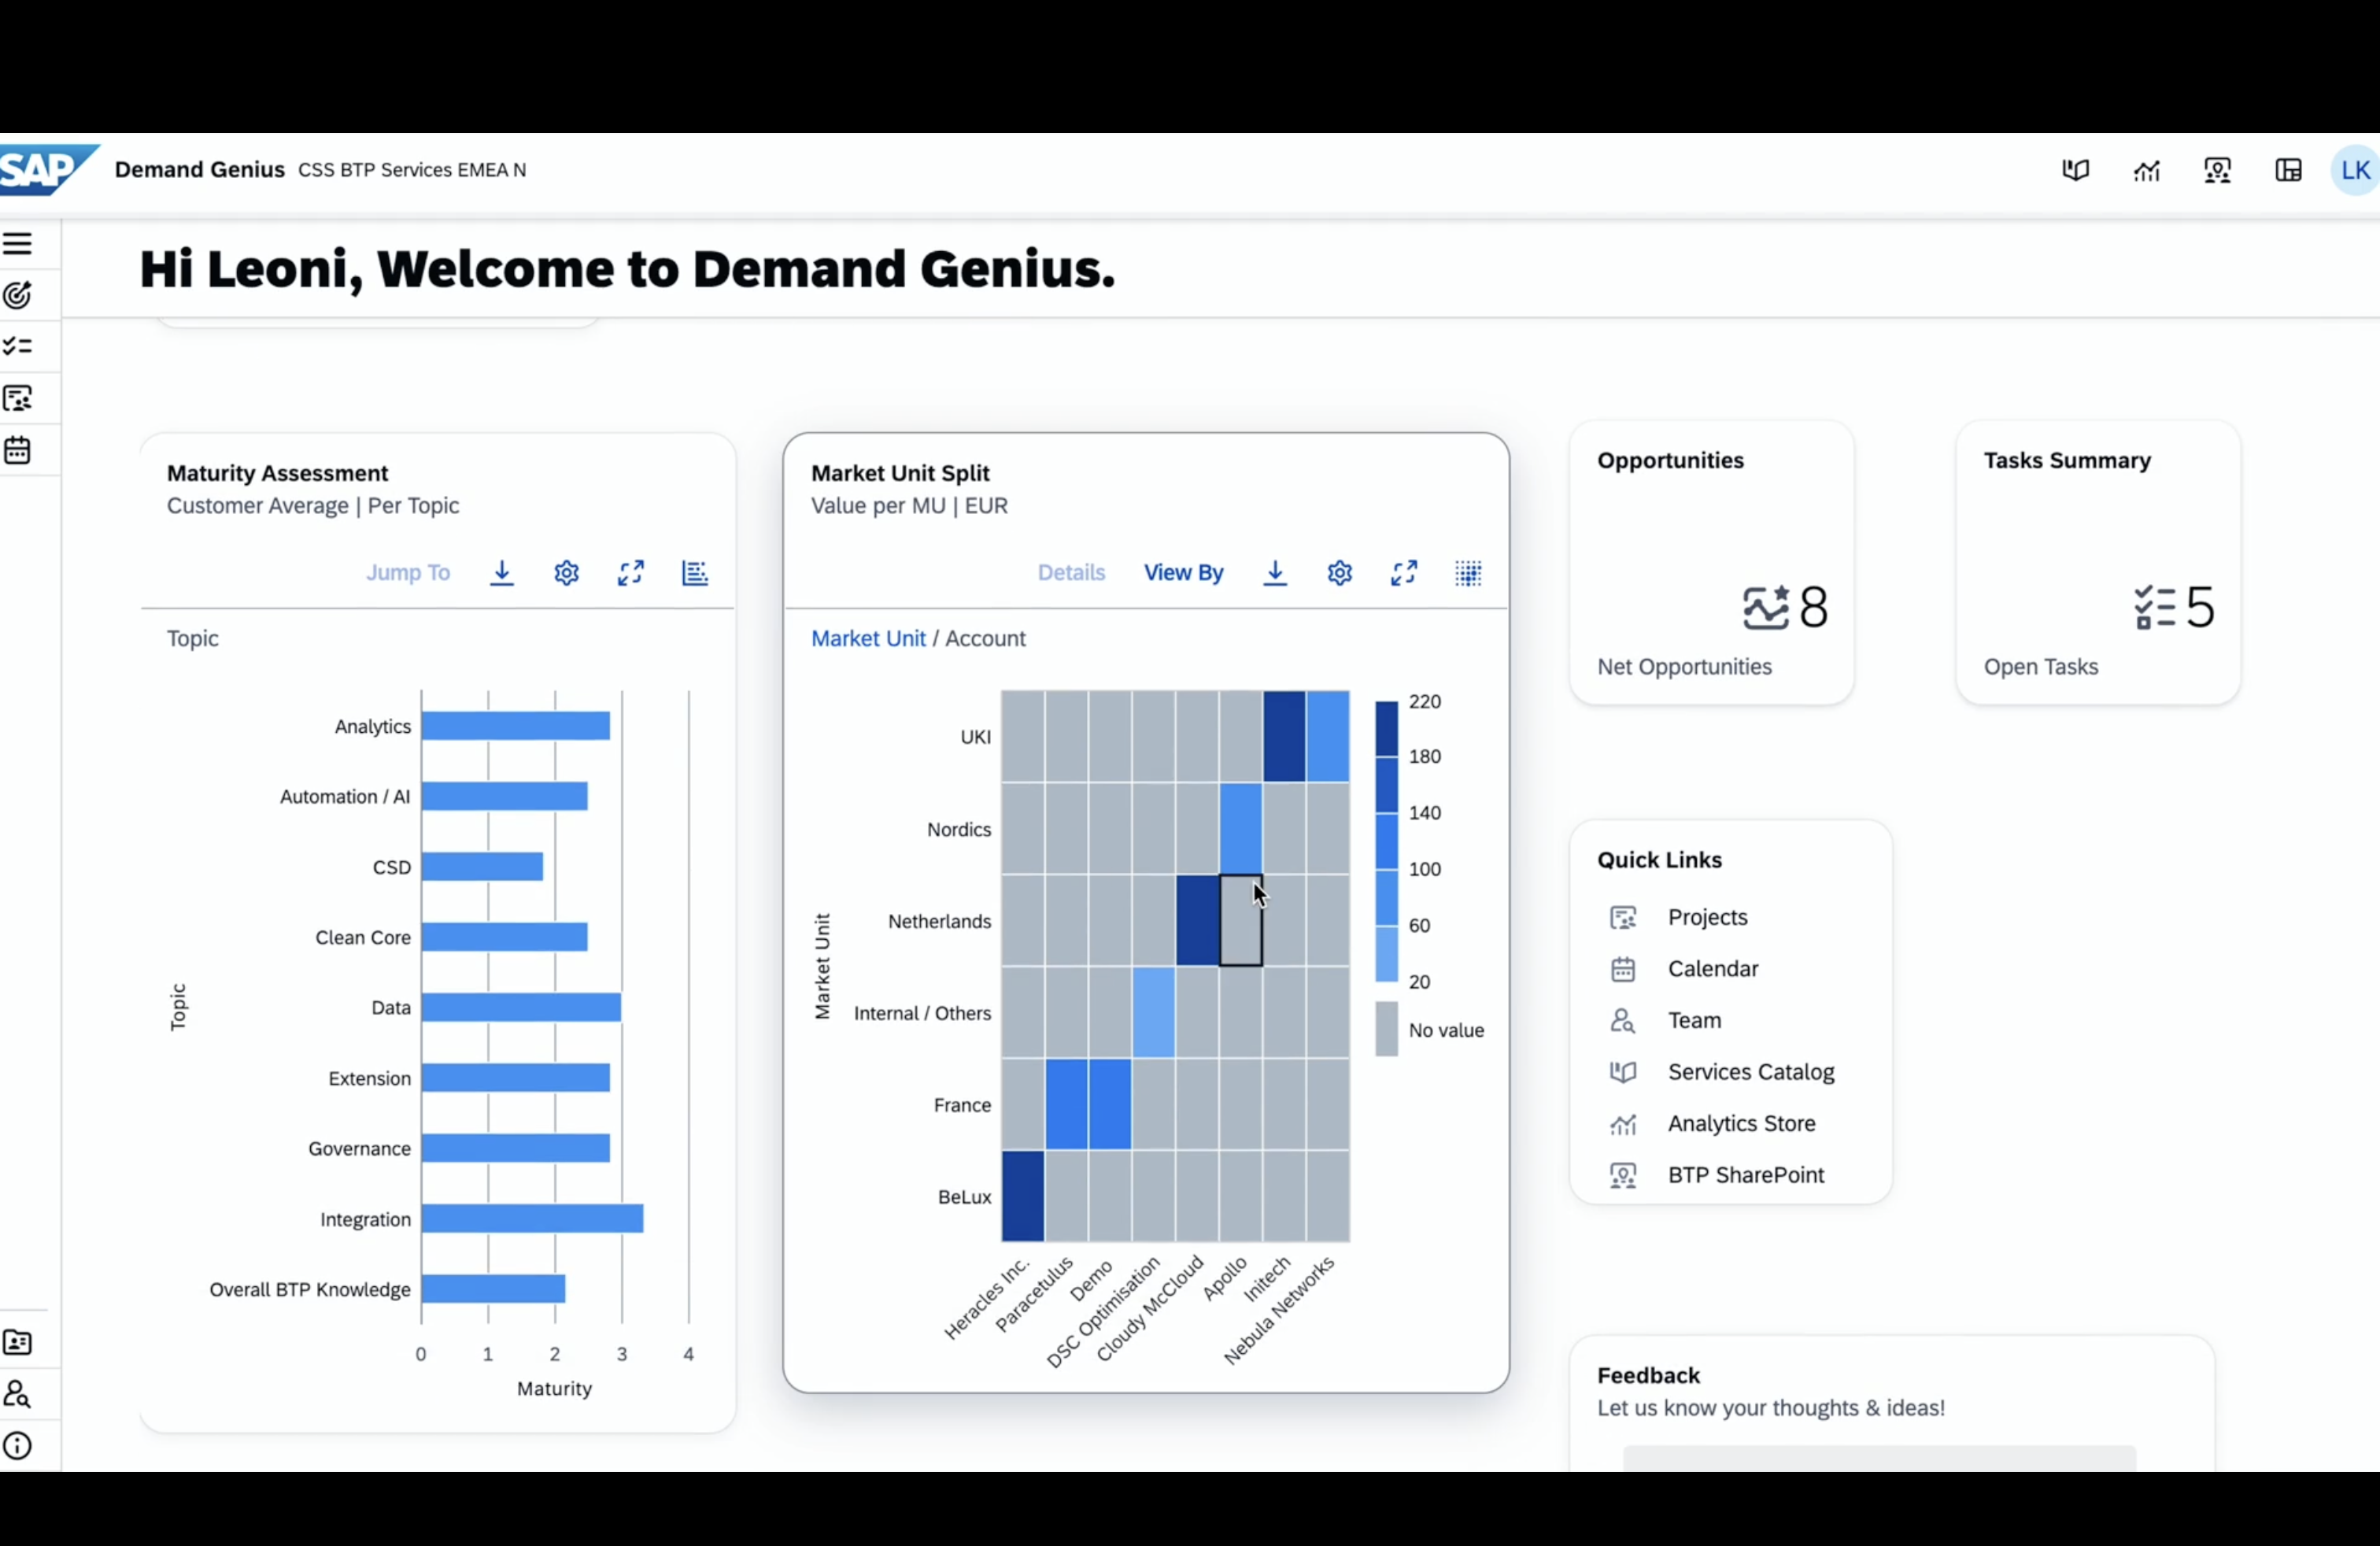 SAP
Demand Genius CSS BTP Services EMEA N
LK
Hi Leoni, Welcome to Demand Genius.
Maturity Assessment
Customer Average | Per Topic
Jump To
Topic
Topic
Analytics
Automation / AI
CSD
Clean Core
Data
Extension
Governance
Integration
Overall BTP Knowledge
0 1 2 3 4
Maturity
Market Unit Split
Value per MU | EUR
Details View By
Market Unit / Account
Market Unit
UKI
Nordics
Netherlands
Internal / Others
France
BeLux
Heracles Inc.
Paracetulus
Demo
DSC Optimisation
Cloudy McCloud
Apollo
Initech
Nebula Networks
220
180
140
100
60
20
No value
Opportunities
8
Net Opportunities
Tasks Summary
5
Open Tasks
Quick Links
Projects
Calendar
Team
Services Catalog
Analytics Store
BTP SharePoint
Feedback
Let us know your thoughts & ideas!